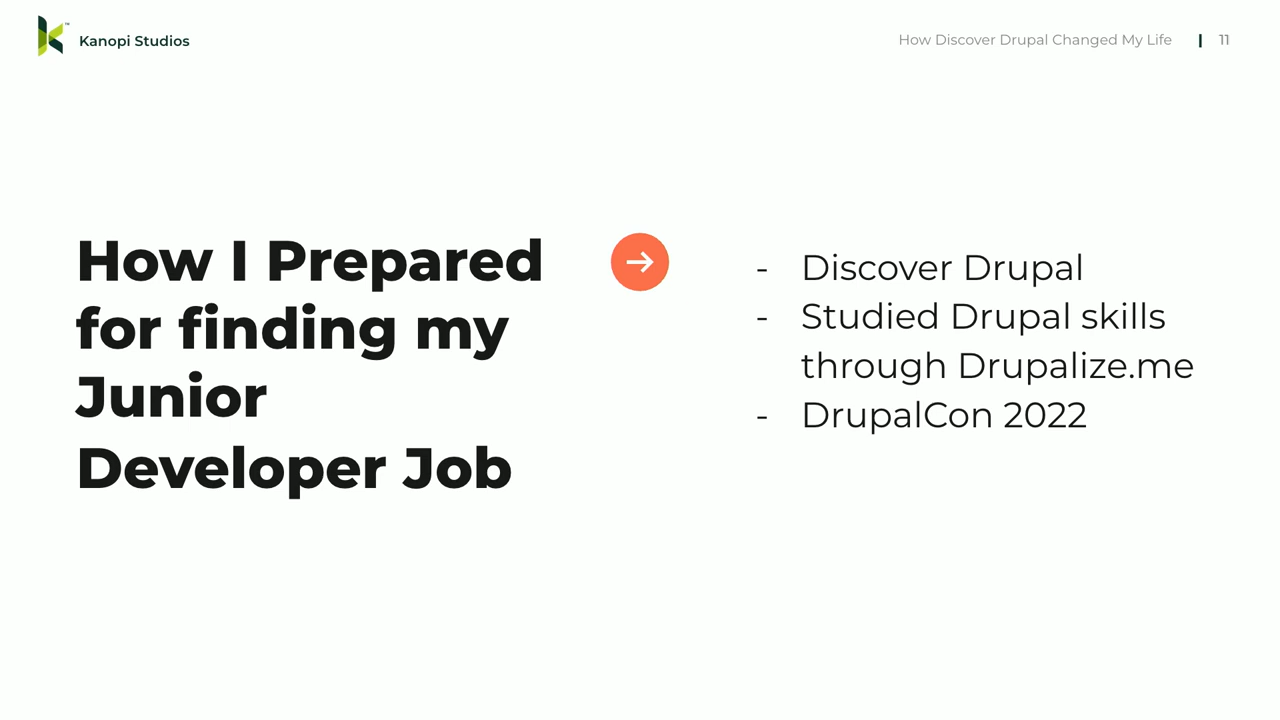 Kanopi Studios
How Discover Drupal Changed My Life | 11
How I Prepared
for finding my
Junior
Developer Job
- Discover Drupal
- Studied Drupal skills
through Drupalize.me
- DrupalCon 2022